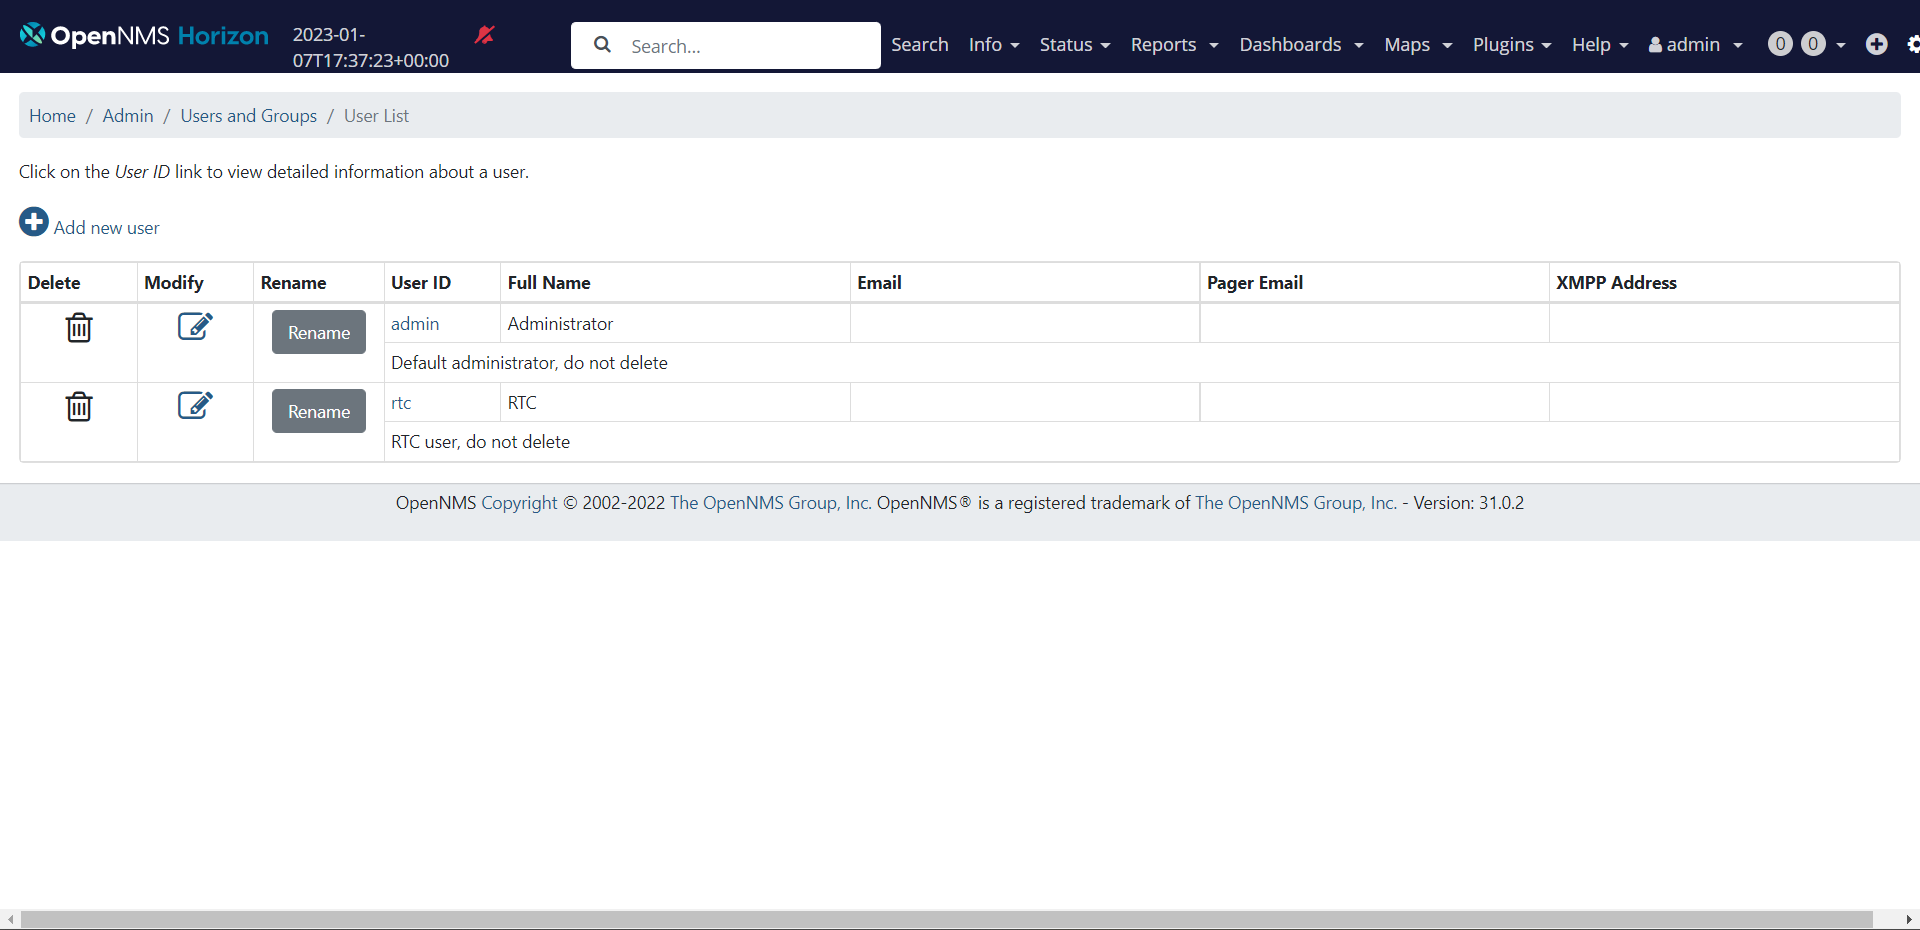 OpenNMS Horizon
2023-01-
07T17:37:23+00:00
Search...
Search Info Status Reports Dashboards Maps Plugins Help admin 0 0
Home / Admin / Users and Groups / User List
Click on the User ID link to view detailed information about a user.
Add new user
Delete Modify Rename User ID Full Name Email Pager Email XMPP Address
Rename admin Administrator
Default administrator, do not delete
Rename rtc RTC
RTC user, do not delete
OpenNMS Copyright © 2002-2022 The OpenNMS Group, Inc. OpenNMS® is a registered trademark of The OpenNMS Group, Inc. - Version: 31.0.2